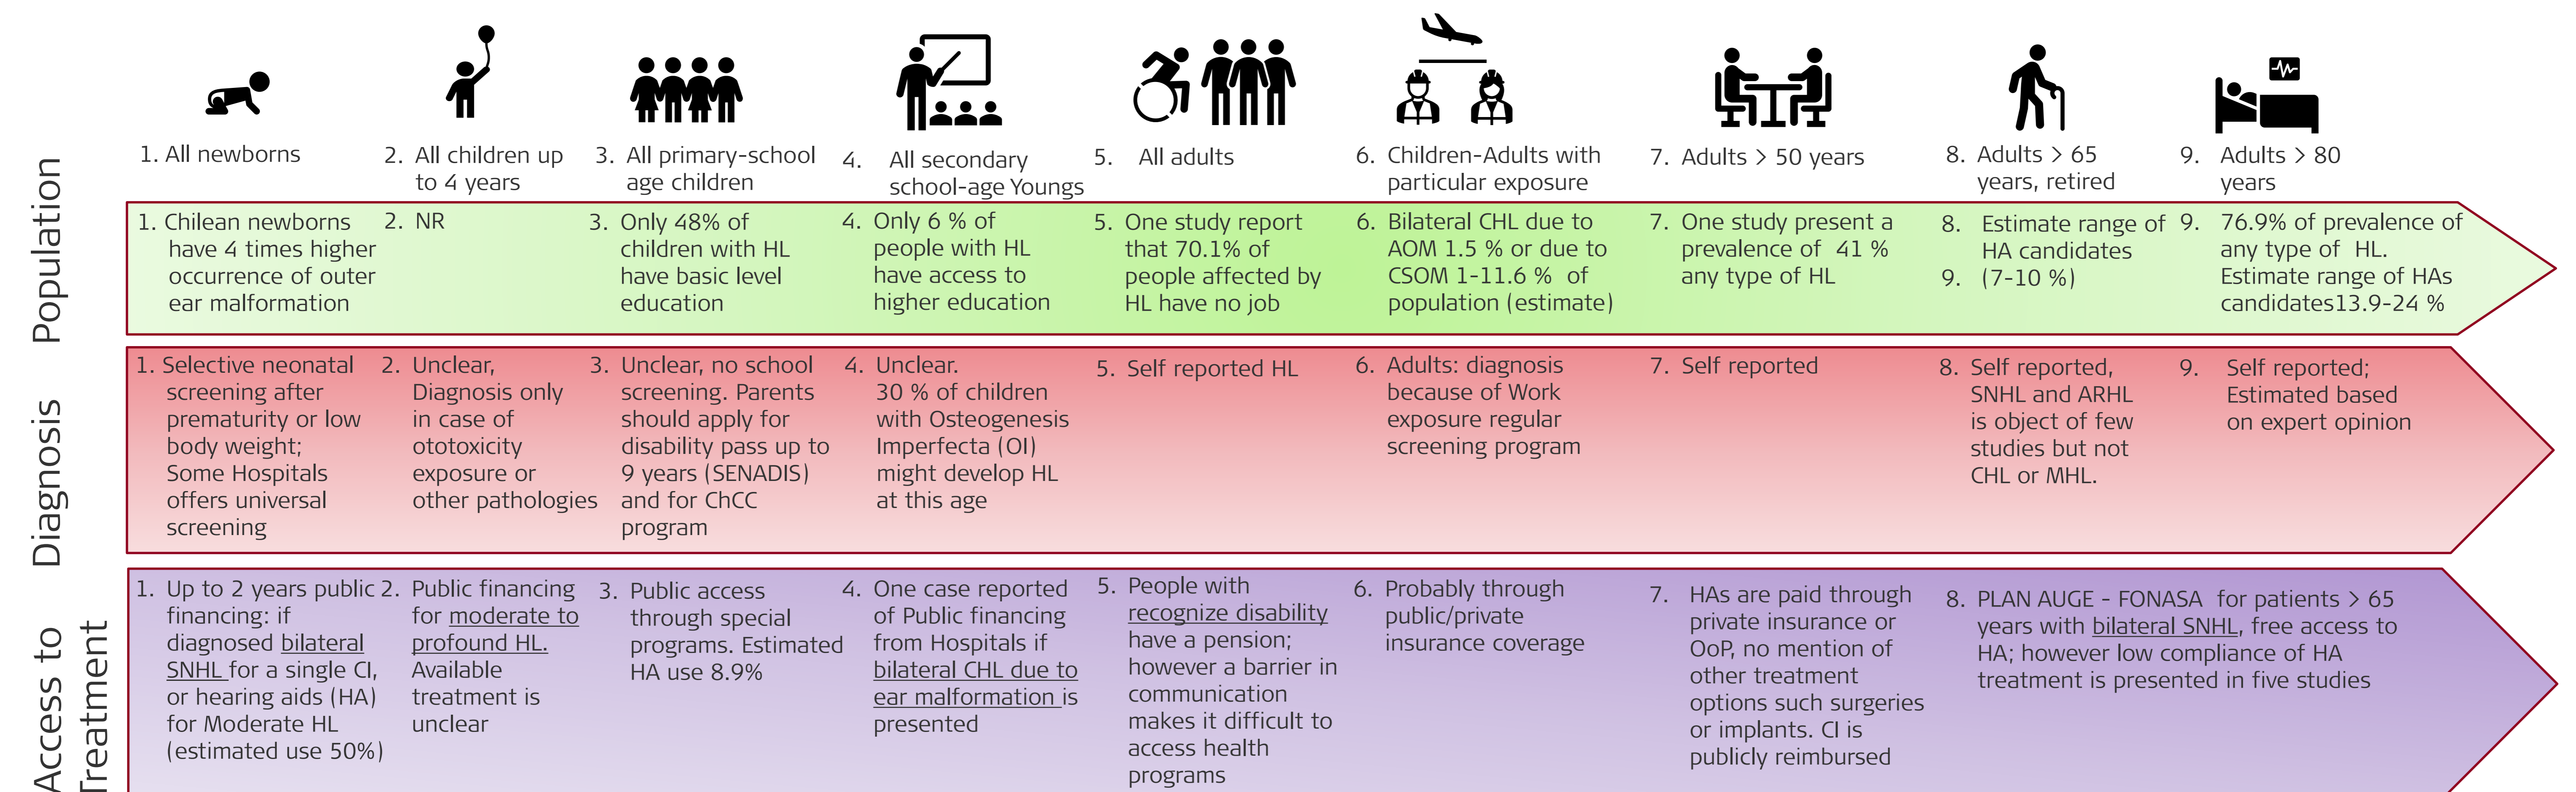 1. All newborns
2. All children up
to 4 years
3. All primary-school
age children
4. All secondary
school-age Youngs
5. All adults
6. Children-Adults with
particular exposure
7. Adults > 50 years
8. Adults > 65
years, retired
9. Adults > 80
years
Population
1. Chilean newborns
have 4 times higher
occurrence of outer
ear malformation
2. NR
3. Only 48% of
children with HL
have basic level
education
4. Only 6 % of
people with HL
have access to
higher education
5. One study report
that 70.1% of
people affected by
HL have no job
6. Bilateral CHL due to
AOM 1.5 % or due to
CSOM 1-11.6 % of
population (estimate)
7. One study present a
prevalence of 41 %
any type of HL
8. Estimate range of
HA candidates
9. (7-10 %)
9. 76.9% of prevalence of
any type of HL.
Estimate range of HAs
candidates13.9-24 %
Diagnosis
1. Selective neonatal
screening after
prematurity or low
body weight;
Some Hospitals
offers universal
screening
2. Unclear,
Diagnosis only
in case of
ototoxicity
exposure or
other pathologies
3. Unclear, no school
screening. Parents
should apply for
disability pass up to
9 years (SENADIS)
and for ChCC
program
4. Unclear.
30 % of children
with Osteogenesis
Imperfecta (OI)
might develop HL
at this age
5. Self reported HL
6. Adults: diagnosis
because of Work
exposure regular
screening program
7. Self reported
8. Self reported,
SNHL and ARHL
is object of few
studies but not
CHL or MHL.
9. Self reported;
Estimated based
on expert opinion
Access to
Treatment
1. Up to 2 years public
financing: if
diagnosed bilateral
SNHL for a single CI,
or hearing aids (HA)
for Moderate HL
(estimated use 50%)
2. Public financing
for moderate to
profound HL.
Available
treatment is
unclear
3. Public access
through special
programs. Estimated
HA use 8.9%
4. One case reported
of Public financing
from Hospitals if
bilateral CHL due to
ear malformation is
presented
5. People with
recognize disability
have a pension;
however a barrier in
communication
makes it difficult to
access health
programs
6. Probably through
public/private
insurance coverage
7. HAs are paid through
private insurance or
OoP, no mention of
other treatment
options such surgeries
or implants. CI is
publicly reimbursed
8. PLAN AUGE - FONASA for patients > 65
years with bilateral SNHL, free access to
HA; however low compliance of HA
treatment is presented in five studies